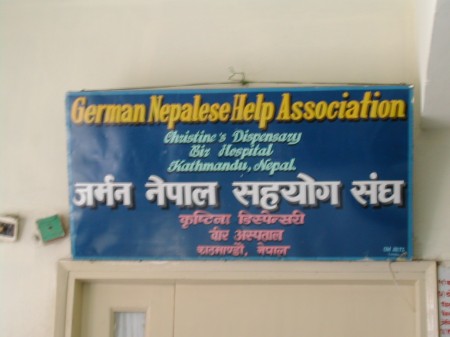 German Nepalese Help Association
Christine's Dispensary
Bir Hospital
Kathmandu, Nepal.
जर्मन नेपाल सहयोग संघ
कृष्टिना डिस्पेन्सरी
वीर अस्पताल
काठमाण्डौ, नेपाल